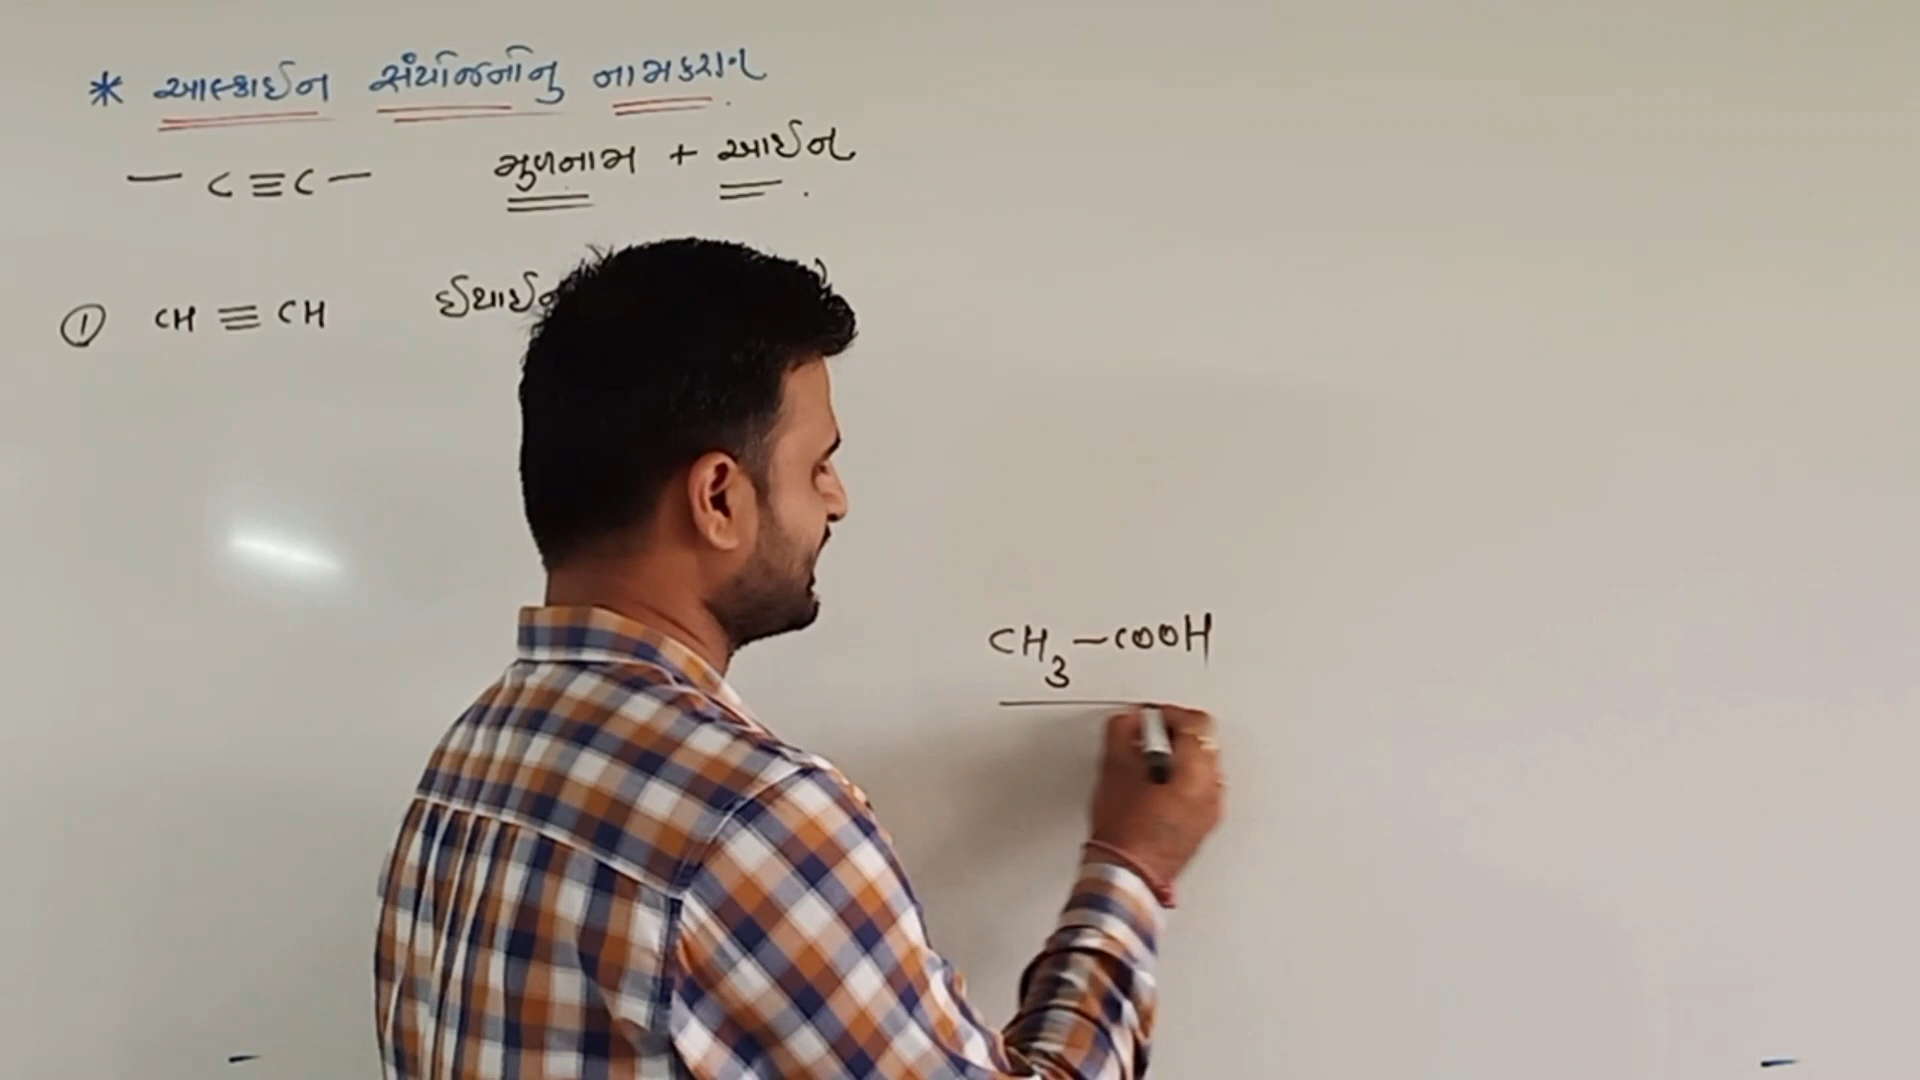 * આલ્કાઈન સંયોજનોનુ નામકરણ.
— C ≡ C — મુળનામ + આઈન.
① CH ≡ CH ઈથાઈન
CH₃ – COOH